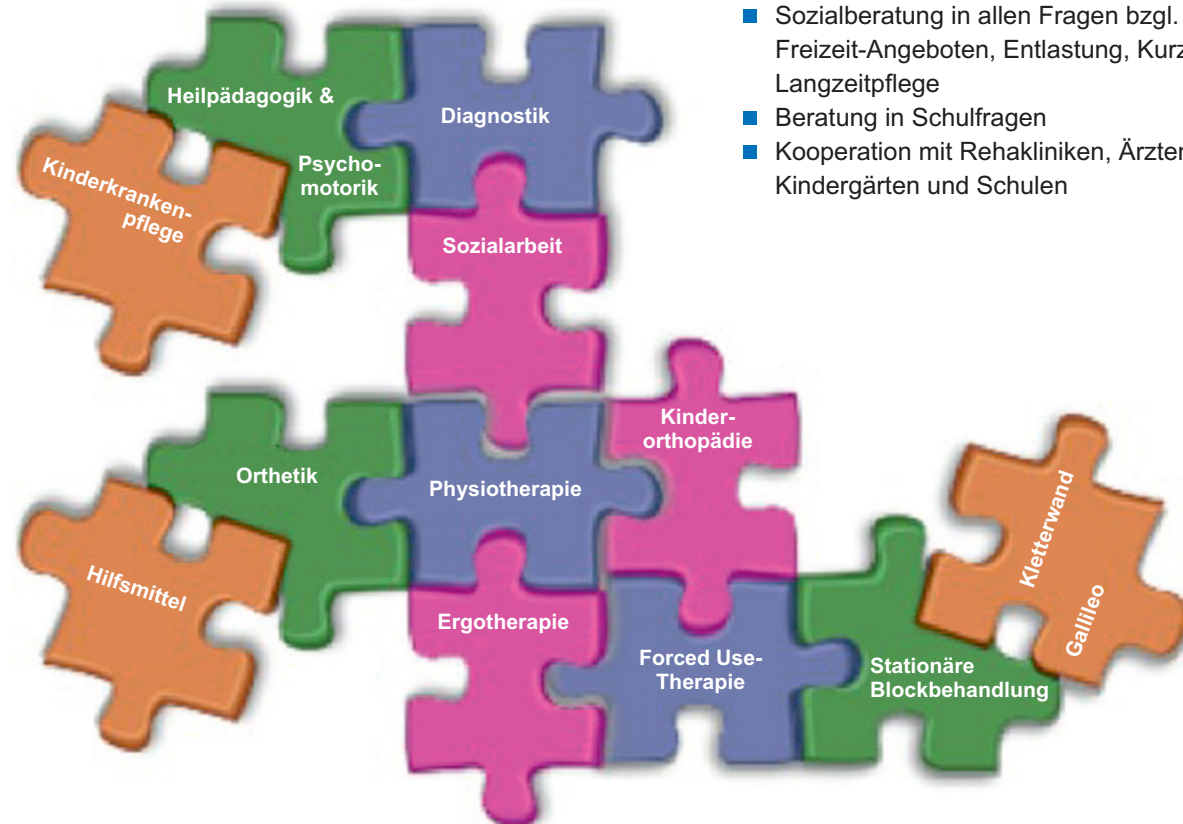 Sozialberatung in allen Fragen bzgl.
Freizeit-Angeboten, Entlastung, Kurz
Langzeitpflege
Beratung in Schulfragen
Kooperation mit Rehakliniken, Ärzten
Kindergärten und Schulen
Heilpädagogik &
Psycho-
motorik
Diagnostik
Kinderkranken-
pflege
Sozialarbeit
Kinder-
orthopädie
Orthetik
Physiotherapie
Hilfsmittel
Ergotherapie
Forced Use-
Therapie
Stationäre
Blockbehandlung
Kletterwand
Gallileo